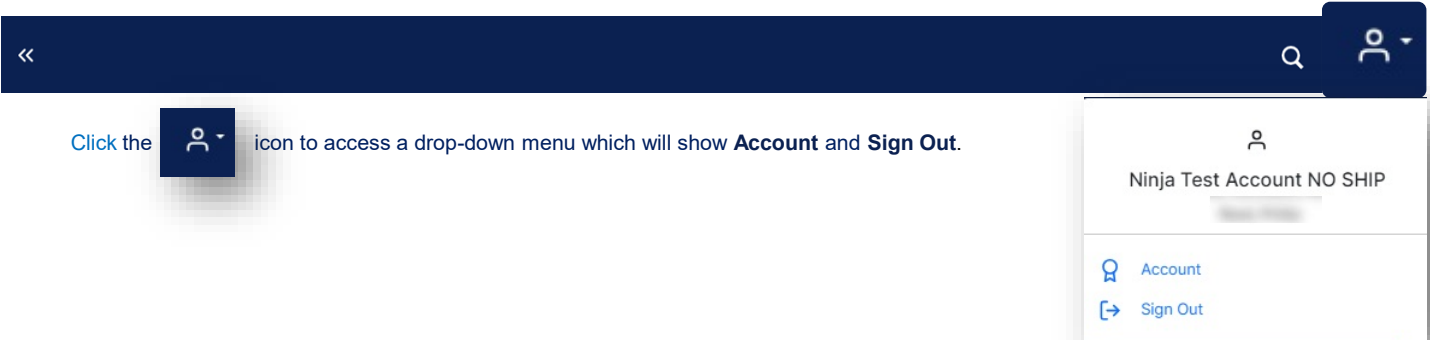 «
Click the icon to access a drop-down menu which will show Account and Sign Out.
Ninja Test Account NO SHIP
Account
Sign Out